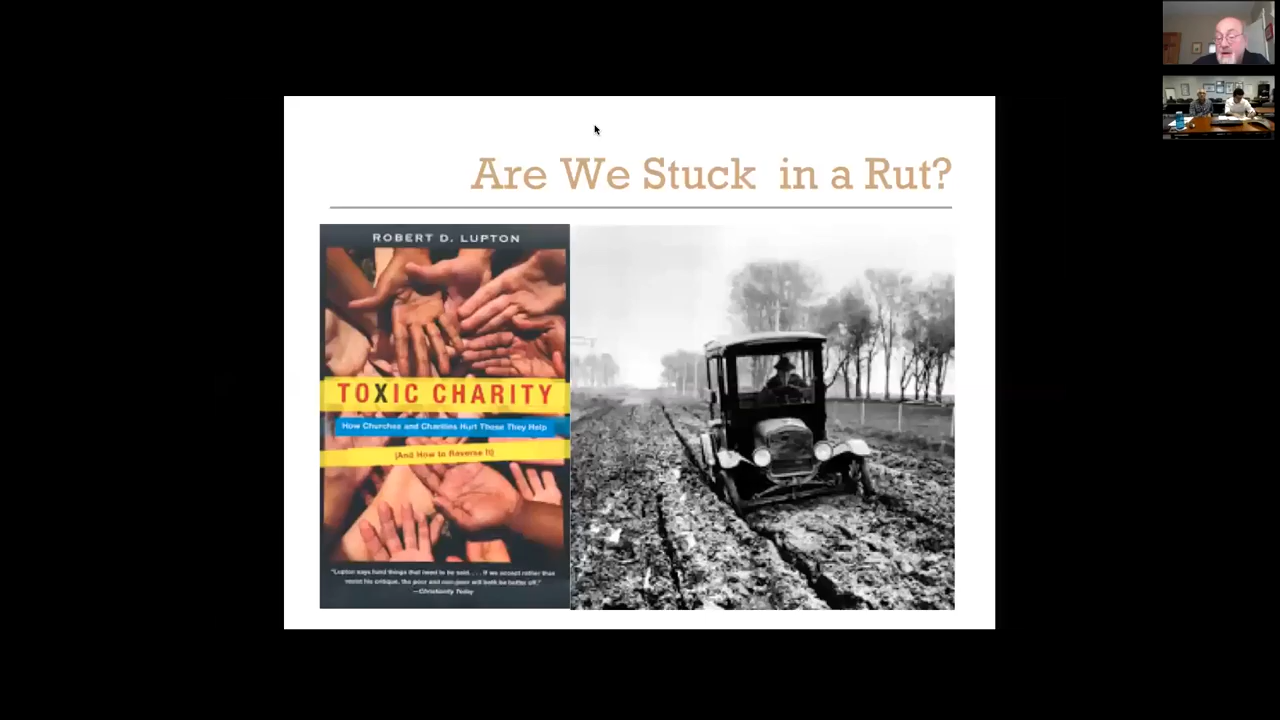 Are We Stuck in a Rut?
ROBERT D. LUPTON
TOXIC CHARITY
How Churches and Charities Hurt Those They Help
(And How to Reverse It)
"Lupton says hard things that need to be said. . . . If we accept rather than
resist his critique, the poor and non-poor will both be better off."
—Christianity Today